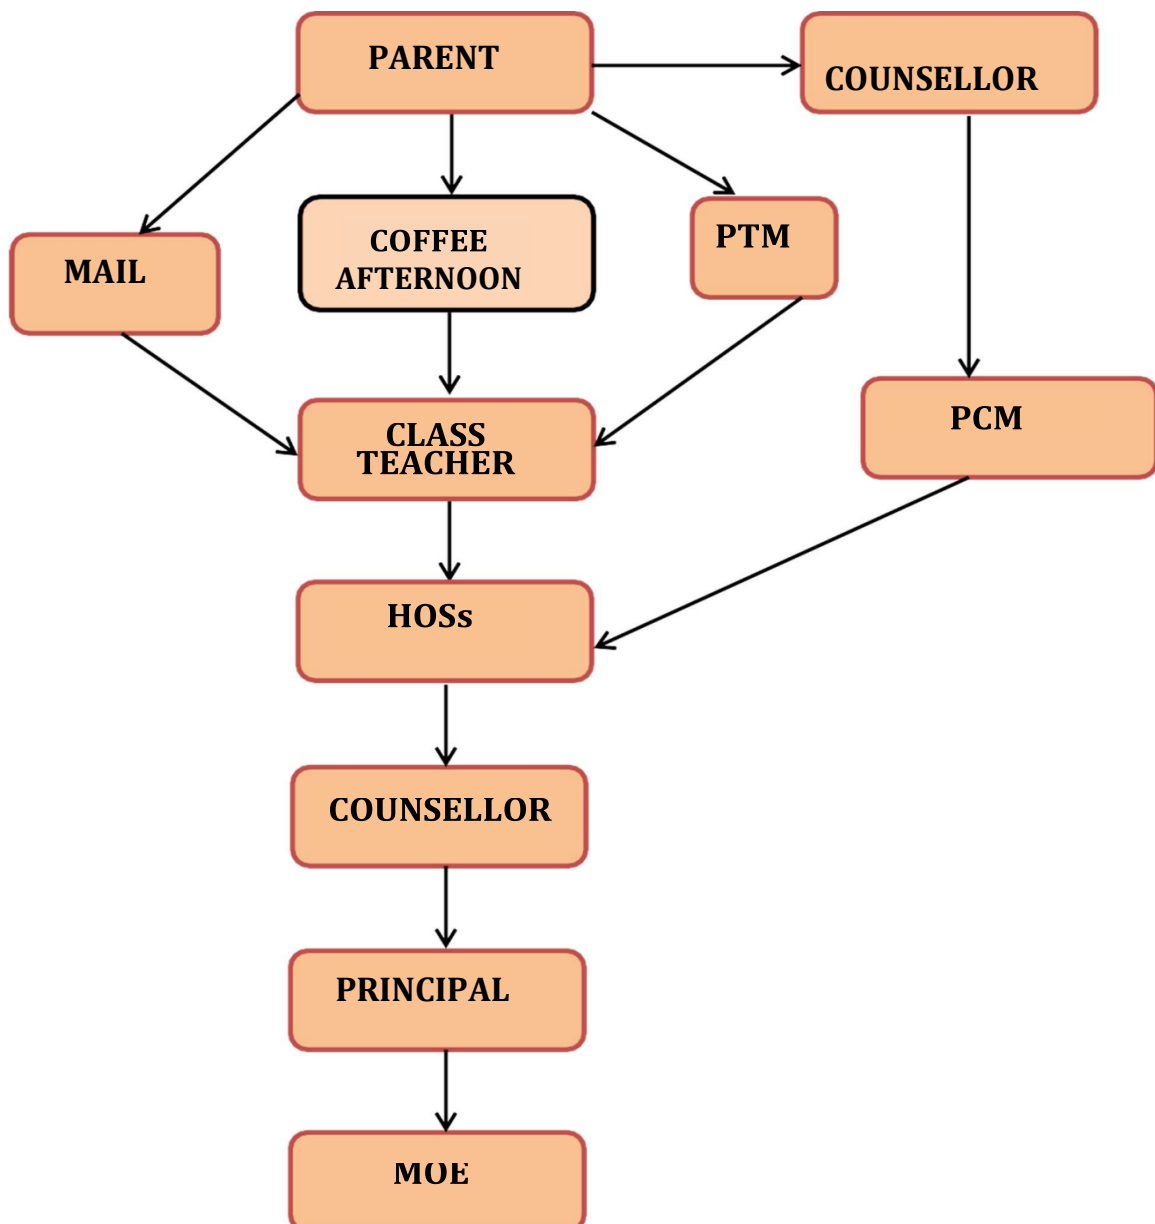 PARENT
COUNSELLOR
MAIL
COFFEE
AFTERNOON
PTM
CLASS
TEACHER
PCM
HOSs
COUNSELLOR
PRINCIPAL
MOE